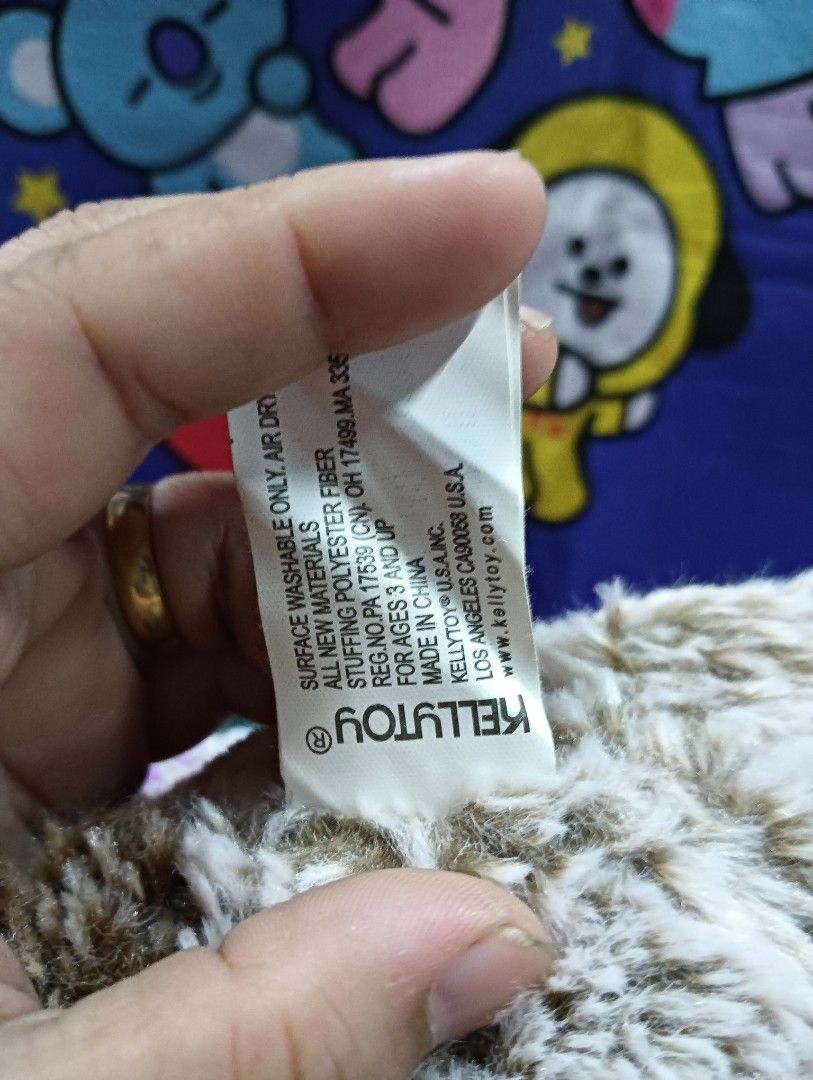 SURFACE WASHABLE ONLY. AIR DRY
ALL NEW MATERIALS
STUFFING POLYESTER FIBER
REG.NO.PA 17539 (CN), OH 17499.MA 335
FOR AGES 3 AND UP
MADE IN CHINA
KELLYTOY® U.S.A.INC.
LOS ANGELES CA90058 U.S.A.
www.kellytoy.com
KELLYTOY®